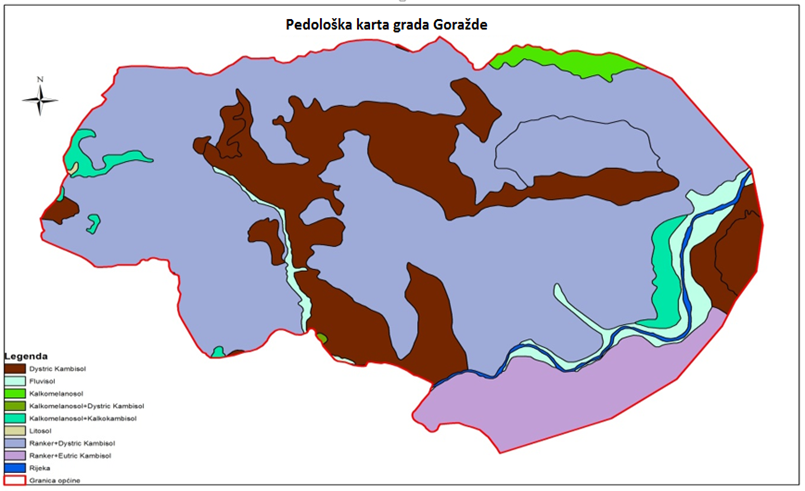 Pedološka karta grada Goražde
N
Legenda
Dystric Kambisol
Fluvisol
Kalkomelanosol
Kalkomelanosol+Dystric Kambisol
Kalkomelanosol+Kalkokambisol
Litosol
Ranker+Dystric Kambisol
Ranker+Eutric Kambisol
Rijeka
Granica općine